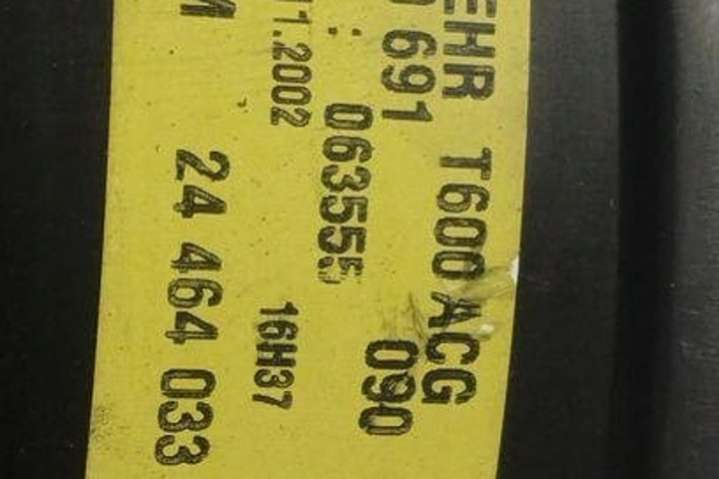 EHR T600 ACG
691 090
: 063555
11.2002 16H37
M 24 464 033